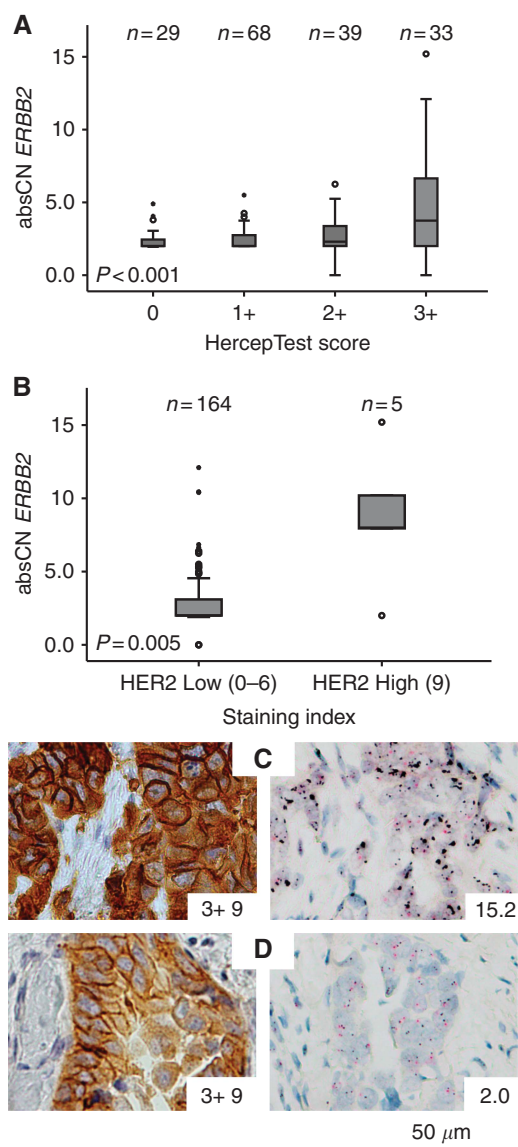 A
n=29 n=68 n=39 n=33
absCN ERBB2
15
10
5.0
0.0
P<0.001
0 1+ 2+ 3+
HercepTest score
B
n=164 n=5
absCN ERBB2
15
10
5.0
0.0
P=0.005
HER2 Low (0–6) HER2 High (9)
Staining index
C
3+ 9 15.2
D
3+ 9 2.0
50 μm